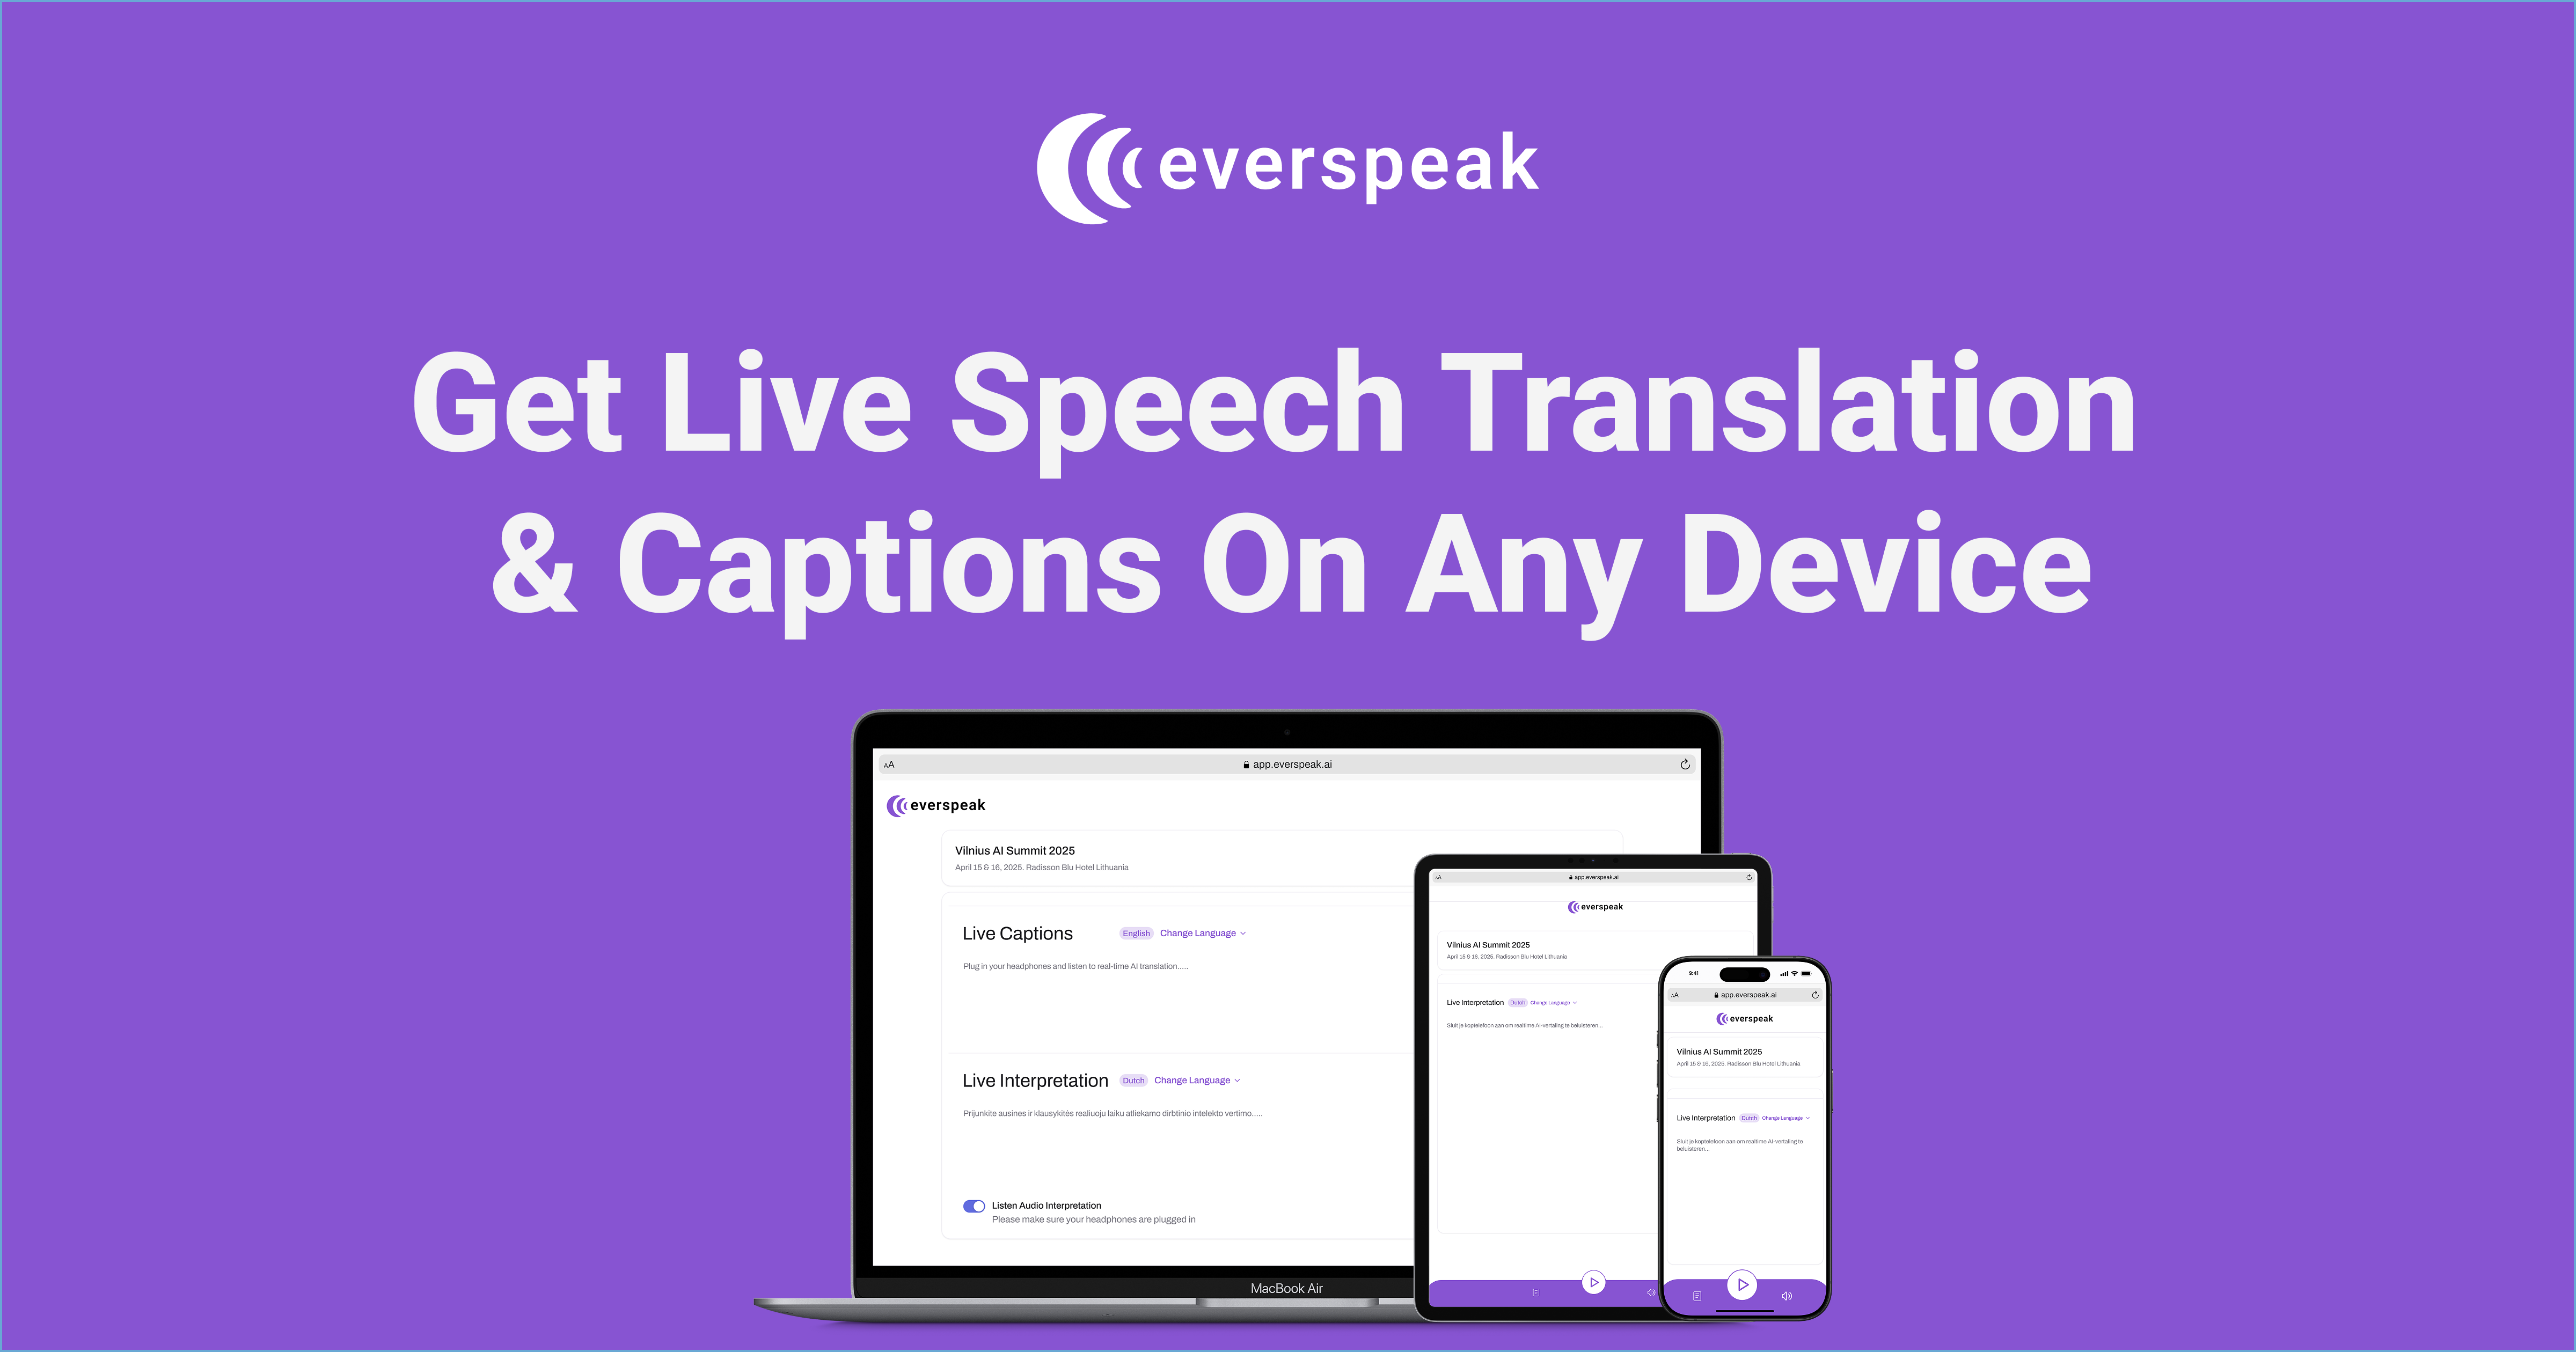 everspeak
Get Live Speech Translation
& Captions On Any Device
AA app.everspeak.ai
everspeak
Vilnius AI Summit 2025
April 15 & 16, 2025. Radisson Blu Hotel Lithuania
Live Captions English Change Language
Plug in your headphones and listen to real-time AI translation.....
Live Interpretation Dutch Change Language
Prijunkite ausines ir klausykitės realiuoju laiku atliekamo dirbtinio intelekto vertimo.....
Listen Audio Interpretation
Please make sure your headphones are plugged in
MacBook Air
AA app.everspeak.ai
everspeak
Vilnius AI Summit 2025
April 15 & 16, 2025. Radisson Blu Hotel Lithuania
Live Interpretation Dutch Change Language
Sluit je koptelefoon aan om realtime AI-vertaling te beluisteren...
9:41
AA app.everspeak.ai
everspeak
Vilnius AI Summit 2025
April 15 & 16, 2025. Radisson Blu Hotel Lithuania
Live Interpretation Dutch Change Language
Sluit je koptelefoon aan om realtime AI-vertaling te
beluisteren...